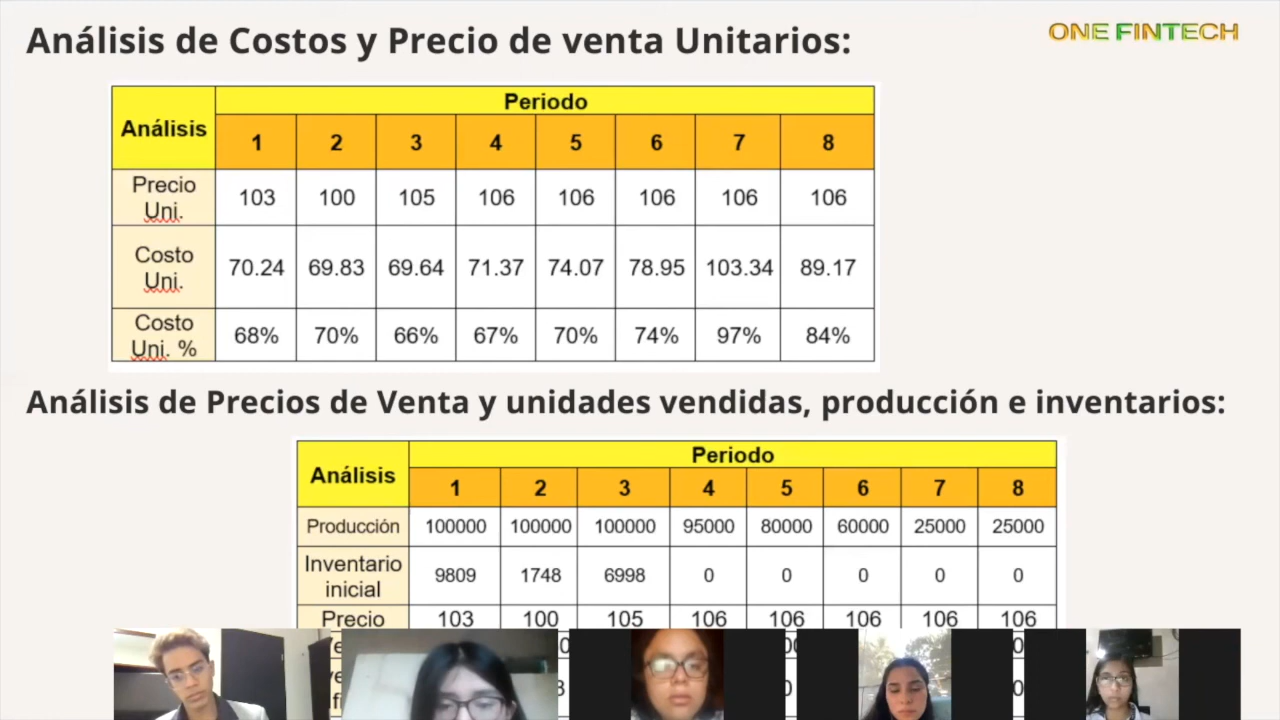 Análisis de Costos y Precio de venta Unitarios:
ONE FINTECH
Análisis
Periodo
1 2 3 4 5 6 7 8
Precio
Uni.
103 100 105 106 106 106 106 106
Costo
Uni.
70.24 69.83 69.64 71.37 74.07 78.95 103.34 89.17
Costo
Uni. %
68% 70% 66% 67% 70% 74% 97% 84%
Análisis de Precios de Venta y unidades vendidas, producción e inventarios:
Análisis
Periodo
1 2 3 4 5 6 7 8
Producción 100000 100000 100000 95000 80000 60000 25000 25000
Inventario
inicial
9809 1748 6998 0 0 0 0 0
Precio 103 100 105 106 106 106 106 106